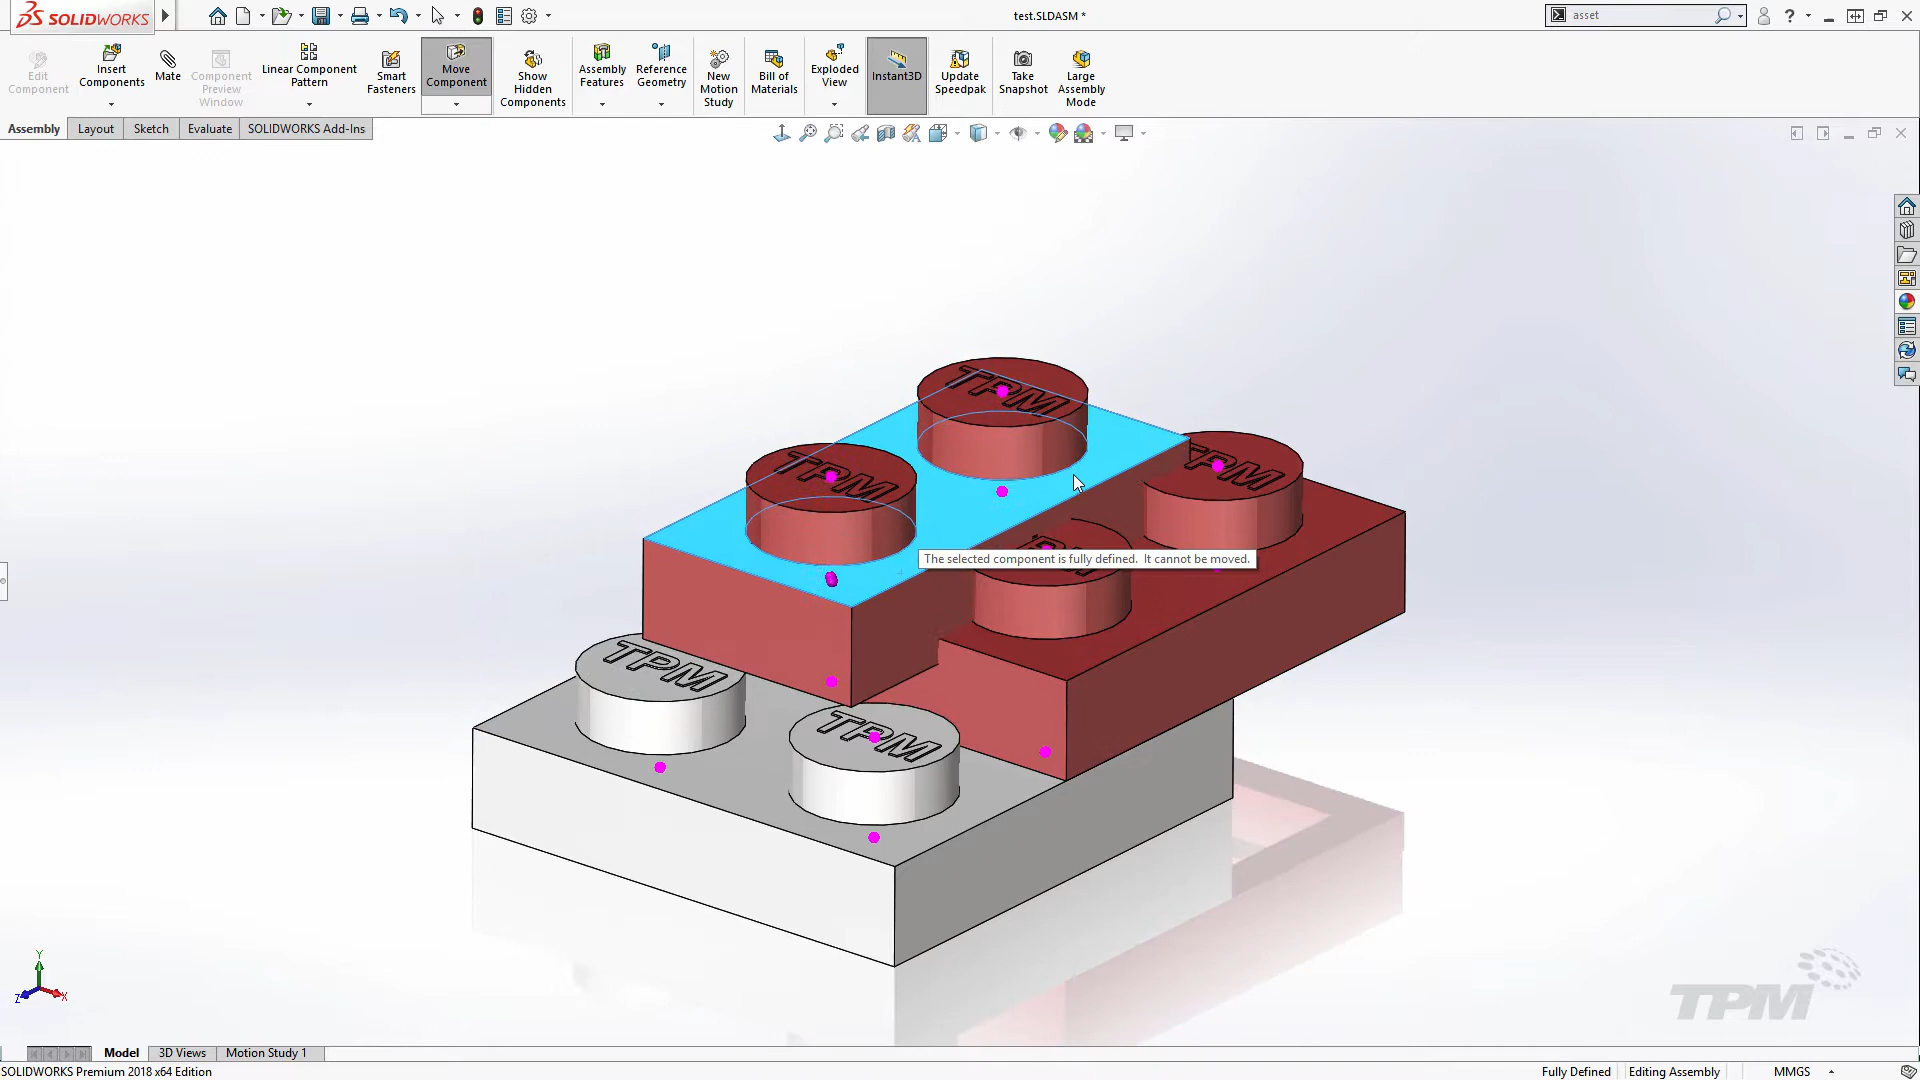 SOLIDWORKS
test.SLDASM *
asset
?
Edit
Component
Insert
Components
Mate
Component
Preview
Window
Linear Component
Pattern
Smart
Fasteners
Move
Component
Show
Hidden
Components
Assembly
Features
Reference
Geometry
New
Motion
Study
Bill of
Materials
Exploded
View
Instant3D
Update
Speedpak
Take
Snapshot
Large
Assembly
Mode
Assembly
Layout
Sketch
Evaluate
SOLIDWORKS Add-Ins
TPM
TPM
TPM
The selected component is fully defined. It cannot be moved.
TPM
TPM
Y
Z
X
TPM
Model
3D Views
Motion Study 1
SOLIDWORKS Premium 2018 x64 Edition
Fully Defined
Editing Assembly
MMGS